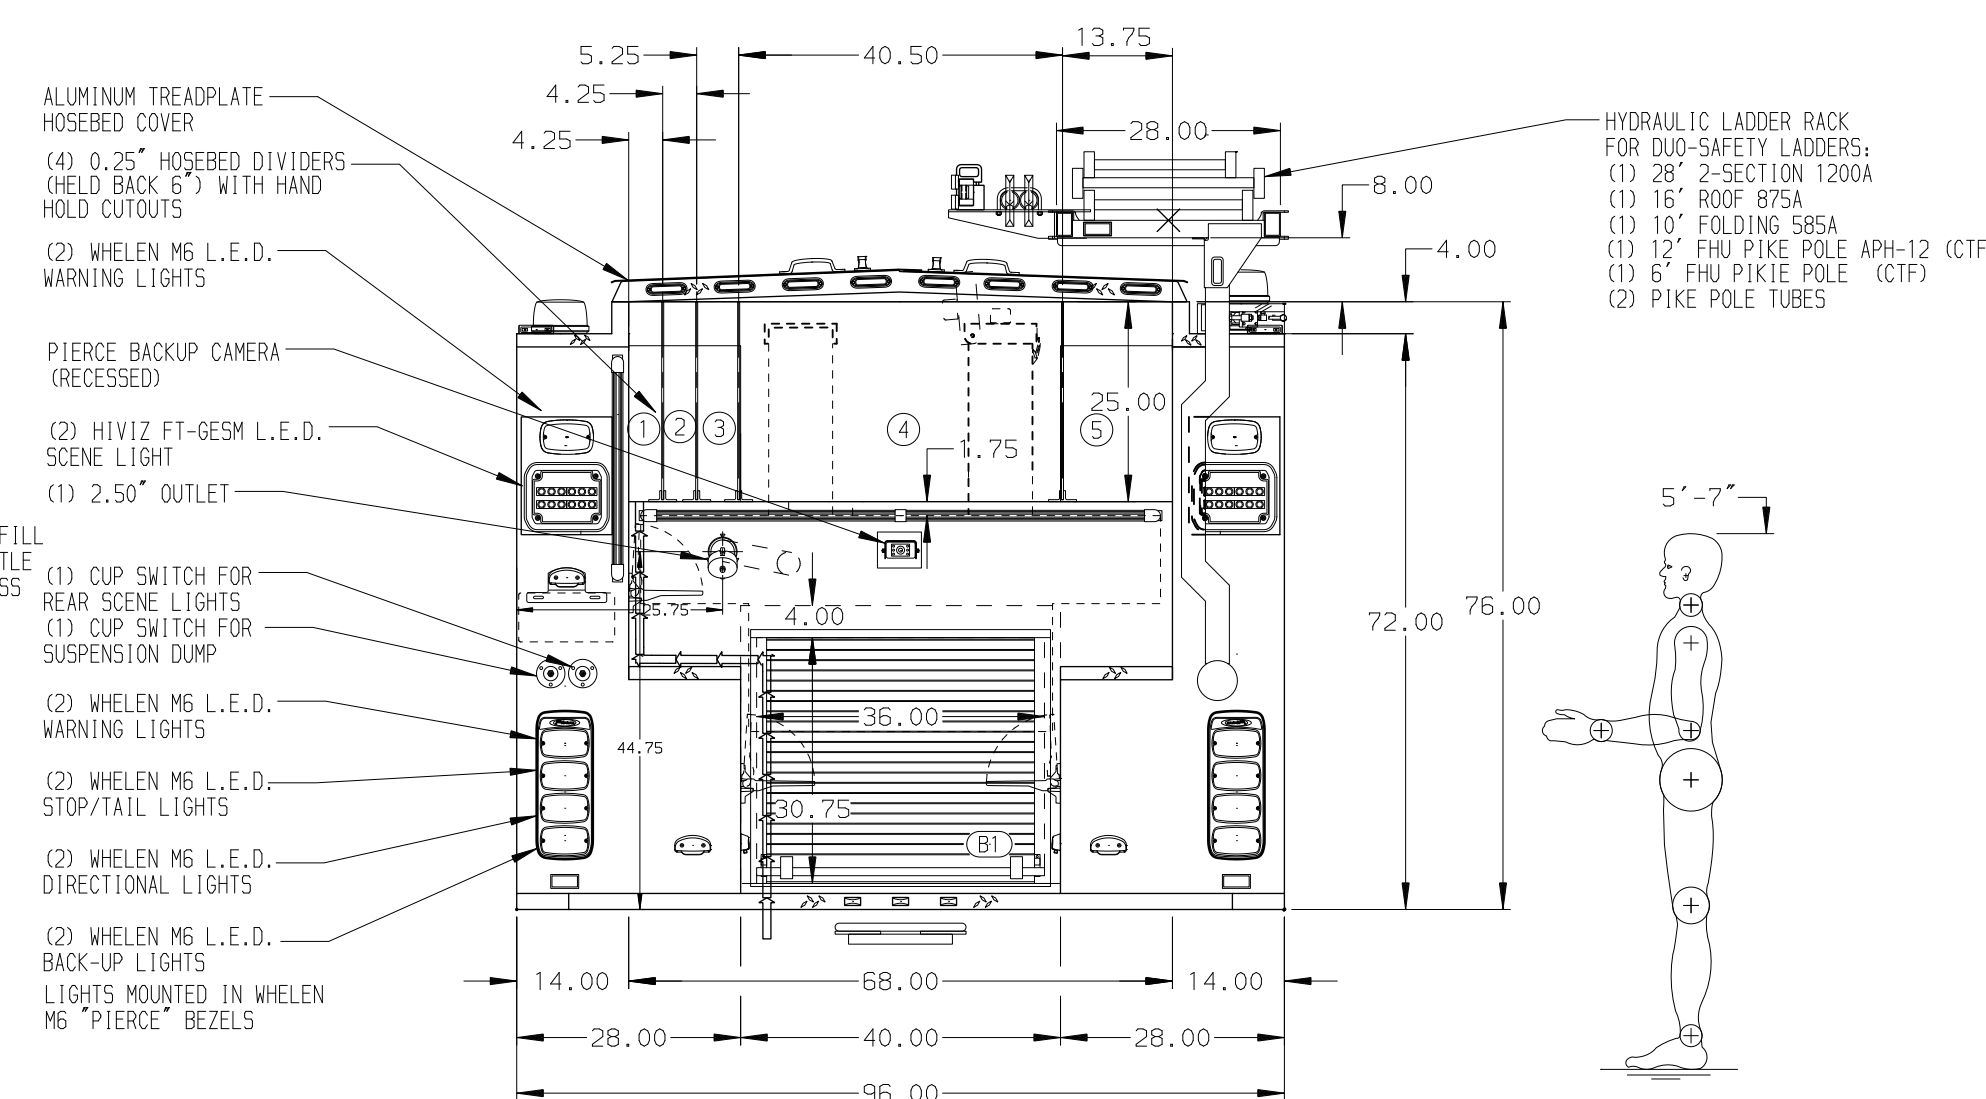 13.75
5.25
40.50
4.25
28.00
4.25
8.00
4.00
ALUMINUM TREADPLATE
HOSEBED COVER
(4) 0.25" HOSEBED DIVIDERS
(HELD BACK 6") WITH HAND
HOLD CUTOUTS
(2) WHELEN M6 L.E.D.
WARNING LIGHTS
PIERCE BACKUP CAMERA
(RECESSED)
(2) HIVIZ FT-GESM L.E.D.
SCENE LIGHT
(1) 2.50" OUTLET
FILL
TLE
SS
(1) CUP SWITCH FOR
REAR SCENE LIGHTS
(1) CUP SWITCH FOR
SUSPENSION DUMP
(2) WHELEN M6 L.E.D.
WARNING LIGHTS
(2) WHELEN M6 L.E.D.
STOP/TAIL LIGHTS
(2) WHELEN M6 L.E.D.
DIRECTIONAL LIGHTS
(2) WHELEN M6 L.E.D.
BACK-UP LIGHTS
LIGHTS MOUNTED IN WHELEN
M6 "PIERCE" BEZELS
HYDRAULIC LADDER RACK
FOR DUO-SAFETY LADDERS:
(1) 28' 2-SECTION 1200A
(1) 16' ROOF 875A
(1) 10' FOLDING 585A
(1) 12' FHU PIKE POLE APH-12 (CTF
(1) 6' FHU PIKIE POLE (CTF)
(2) PIKE POLE TUBES
1
2
3
4
5
25.00
1.75
5'-7"
25.75
4.00
72.00
76.00
36.00
44.75
30.75
B1
14.00
68.00
14.00
28.00
40.00
28.00
96.00